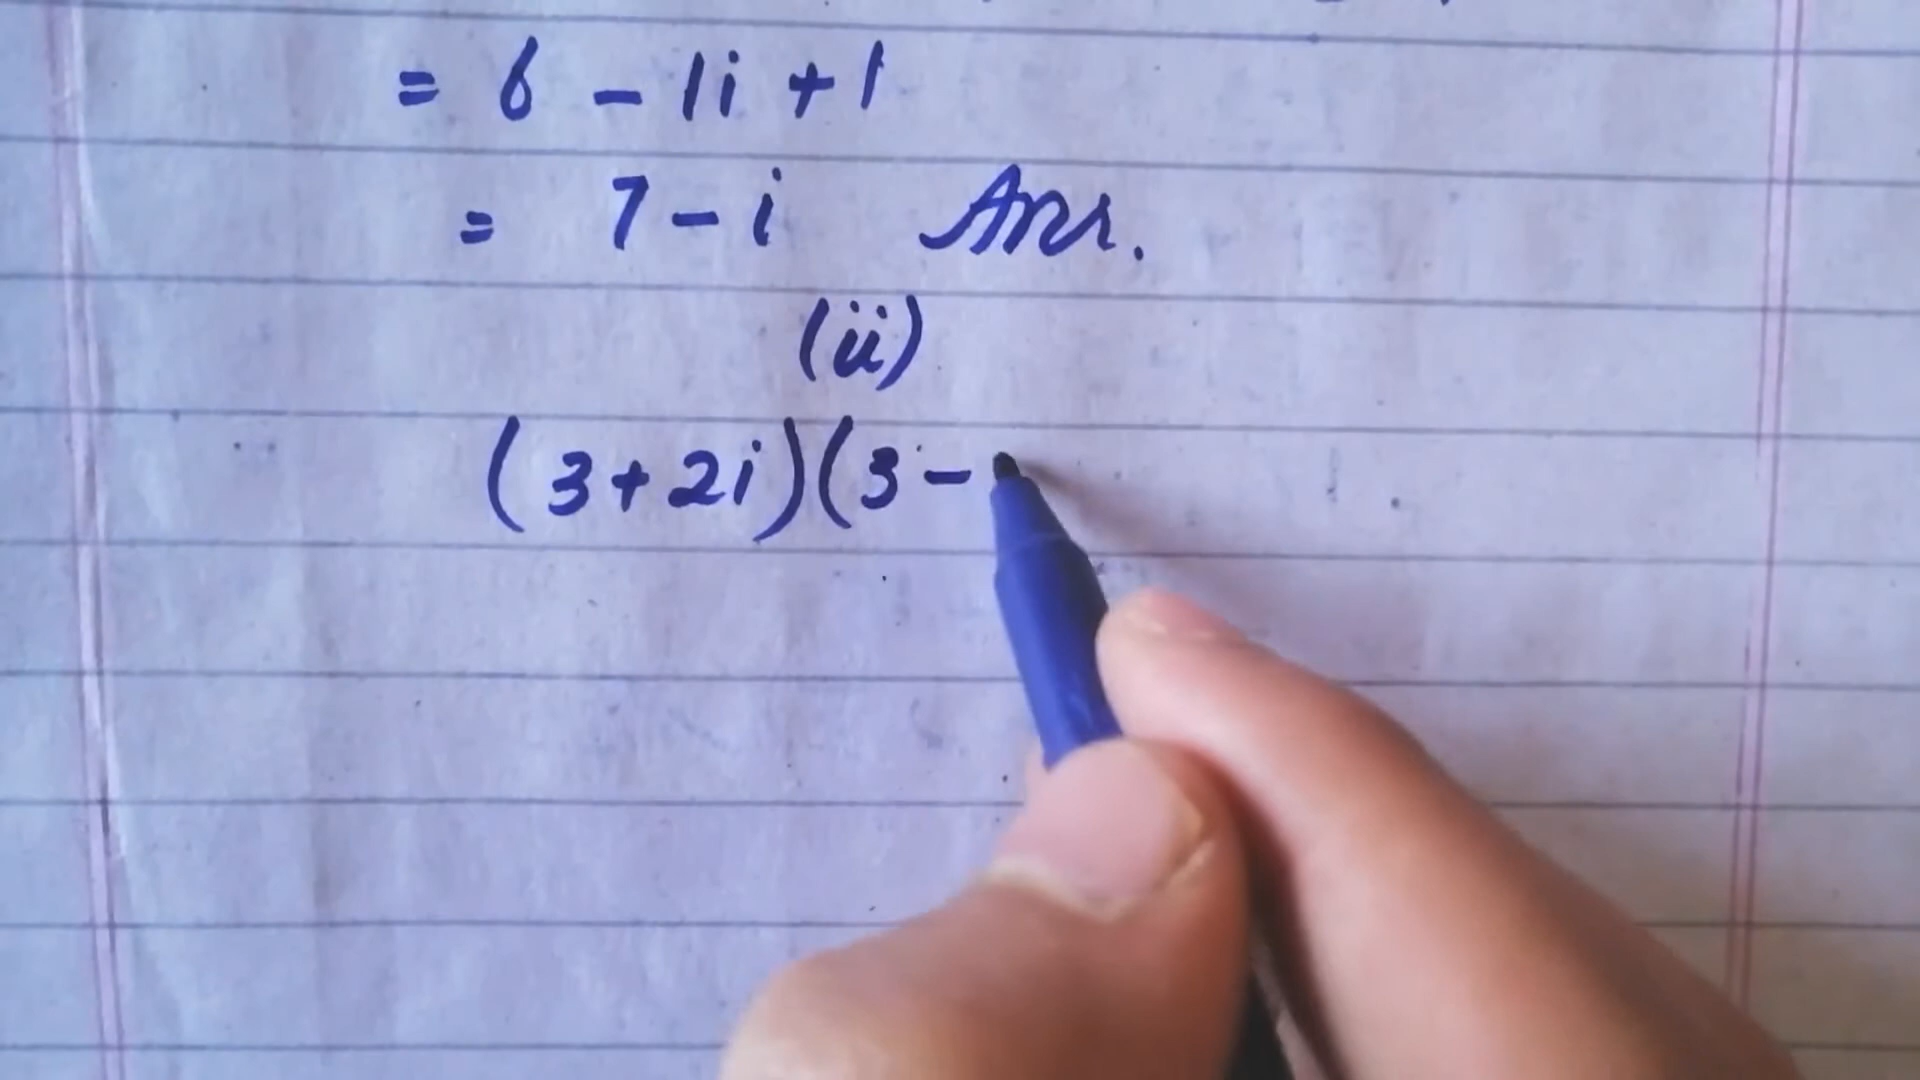 = 6 - 1i + 1
= 7 - i Ans.
(ii)
(3+2i)(3-